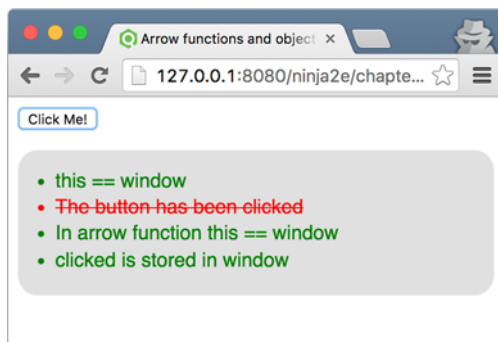 Arrow functions and object
127.0.0.1:8080/ninja2e/chapte...
Click Me!
this == window
The button has been clicked
In arrow function this == window
clicked is stored in window